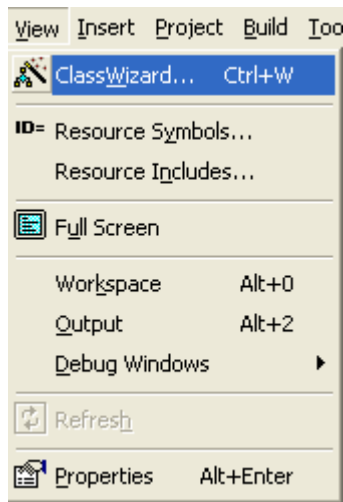 View Insert Project Build Too
ClassWizard... Ctrl+W
ID= Resource Symbols...
Resource Includes...
Full Screen
Workspace Alt+0
Output Alt+2
Debug Windows
Refresh
Properties Alt+Enter